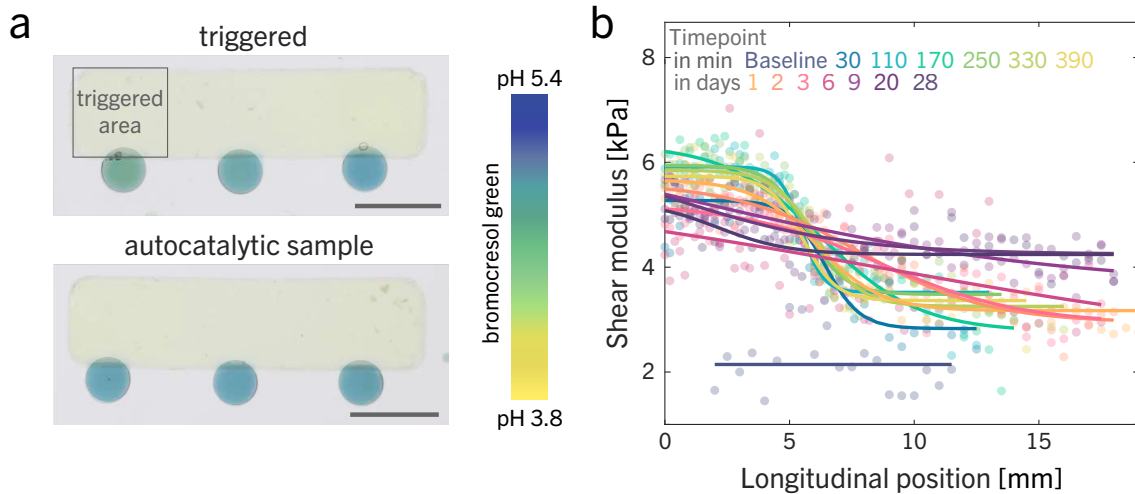 a
triggered
triggered
area
autocatalytic sample
pH 5.4
bromocresol green
pH 3.8
b
Timepoint
in min Baseline 30 110 170 250 330 390
in days 1 2 3 6 9 20 28
Shear modulus [kPa]
8
6
4
2
0 5 10 15
Longitudinal position [mm]